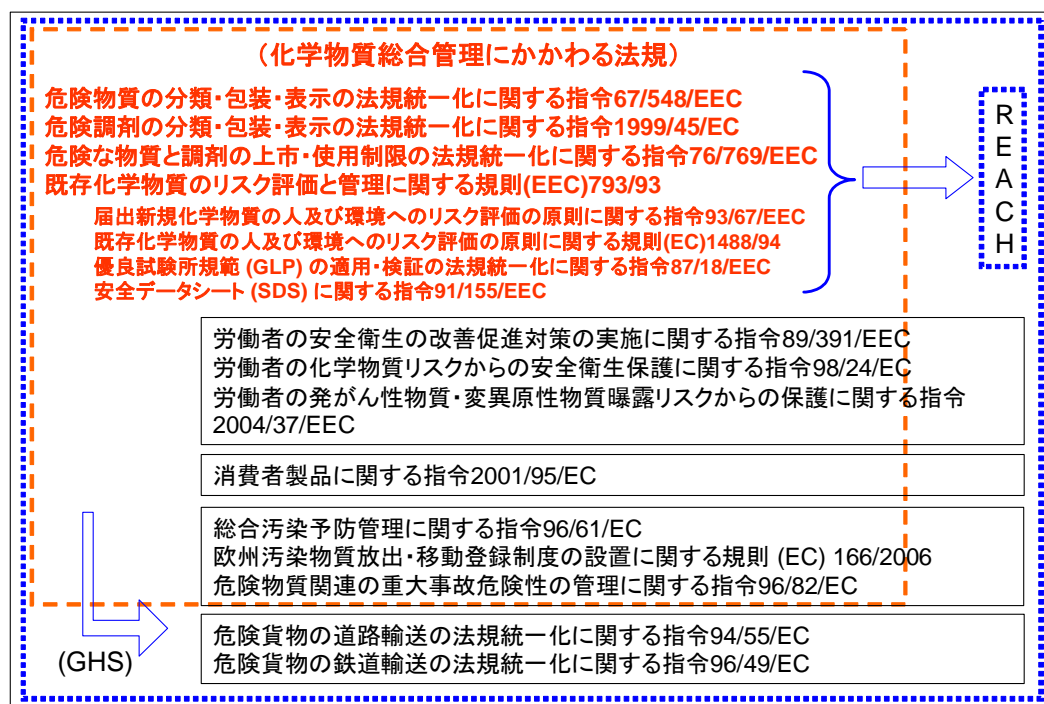 （化学物質総合管理にかかわる法規）
危険物質の分類・包装・表示の法規統一化に関する指令67/548/EEC
危険調剤の分類・包装・表示の法規統一化に関する指令1999/45/EC
危険な物質と調剤の上市・使用制限の法規統一化に関する指令76/769/EEC
既存化学物質のリスク評価と管理に関する規則(EEC)793/93
届出新規化学物質の人及び環境へのリスク評価の原則に関する指令93/67/EEC
既存化学物質の人及び環境へのリスク評価の原則に関する規則(EC)1488/94
優良試験所規範 (GLP) の適用・検証の法規統一化に関する指令87/18/EEC
安全データシート (SDS) に関する指令91/155/EEC
REACH
労働者の安全衛生の改善促進対策の実施に関する指令89/391/EEC
労働者の化学物質リスクからの安全衛生保護に関する指令98/24/EC
労働者の発がん性物質・変異原性物質曝露リスクからの保護に関する指令
2004/37/EEC
消費者製品に関する指令2001/95/EC
総合汚染予防管理に関する指令96/61/EC
欧州汚染物質放出・移動登録制度の設置に関する規則 (EC) 166/2006
危険物質関連の重大事故危険性の管理に関する指令96/82/EC
(GHS)
危険貨物の道路輸送の法規統一化に関する指令94/55/EC
危険貨物の鉄道輸送の法規統一化に関する指令96/49/EC